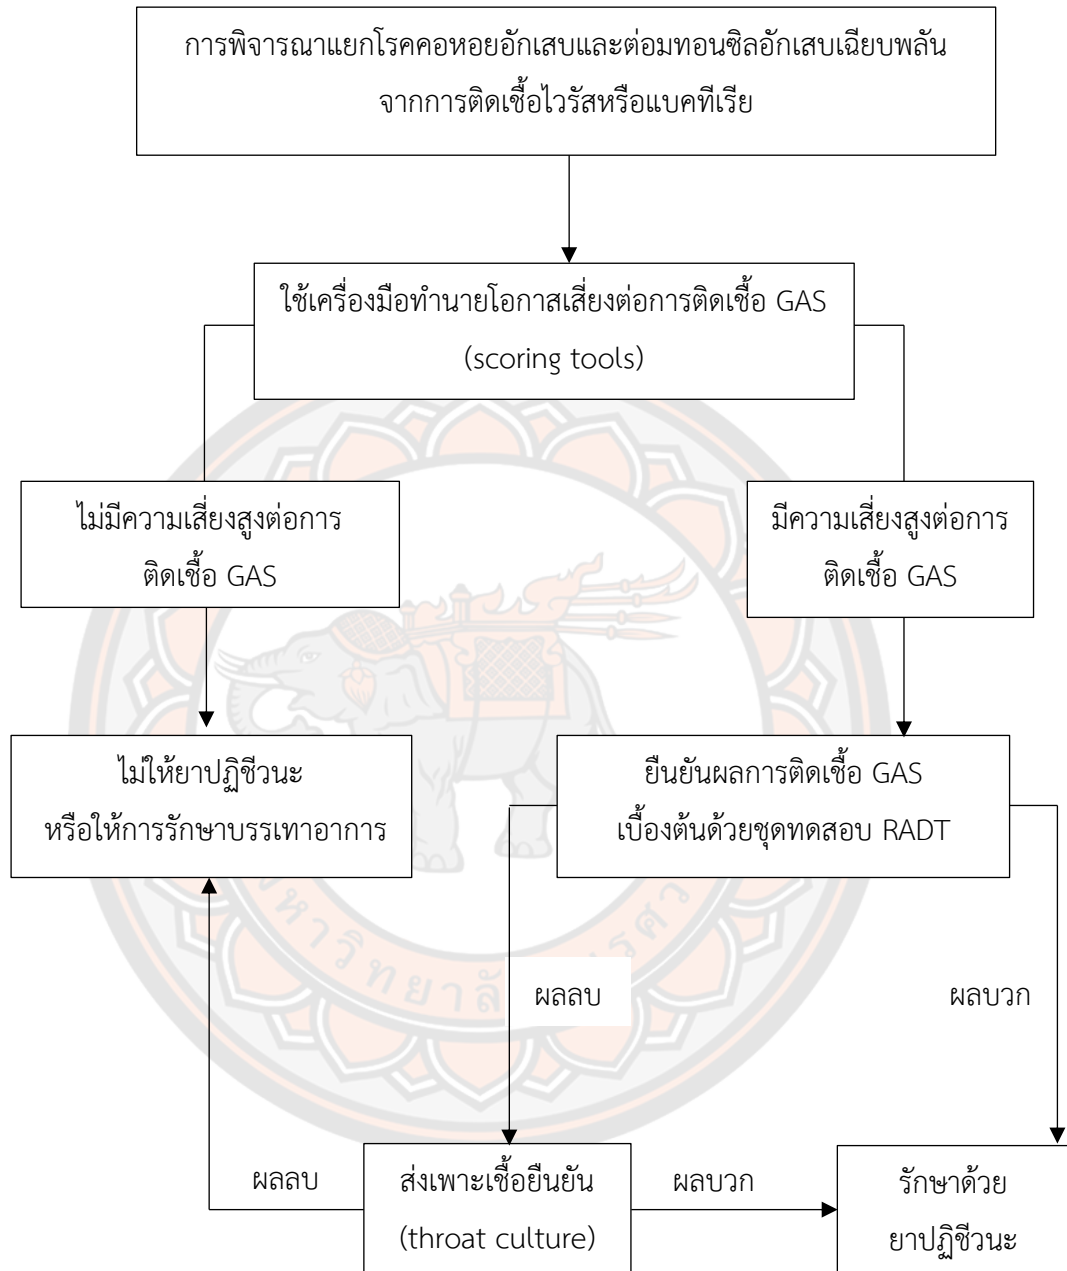 การพิจารณาแยกโรคคอหอยอักเสบและต่อมทอนซิลอักเสบเฉียบพลัน
จากการติดเชื้อไวรัสหรือแบคทีเรีย
ใช้เครื่องมือทำนายโอกาสเสี่ยงต่อการติดเชื้อ GAS
(scoring tools)
ไม่มีความเสี่ยงสูงต่อการ
ติดเชื้อ GAS
มีความเสี่ยงสูงต่อการ
ติดเชื้อ GAS
ไม่ให้ยาปฏิชีวนะ
หรือให้การรักษาบรรเทาอาการ
ยืนยันผลการติดเชื้อ GAS
เบื้องต้นด้วยชุดทดสอบ RADT
ผลลบ
ผลบวก
ผลลบ
ส่งเพาะเชื้อยืนยัน
(throat culture)
ผลบวก
รักษาด้วย
ยาปฏิชีวนะ